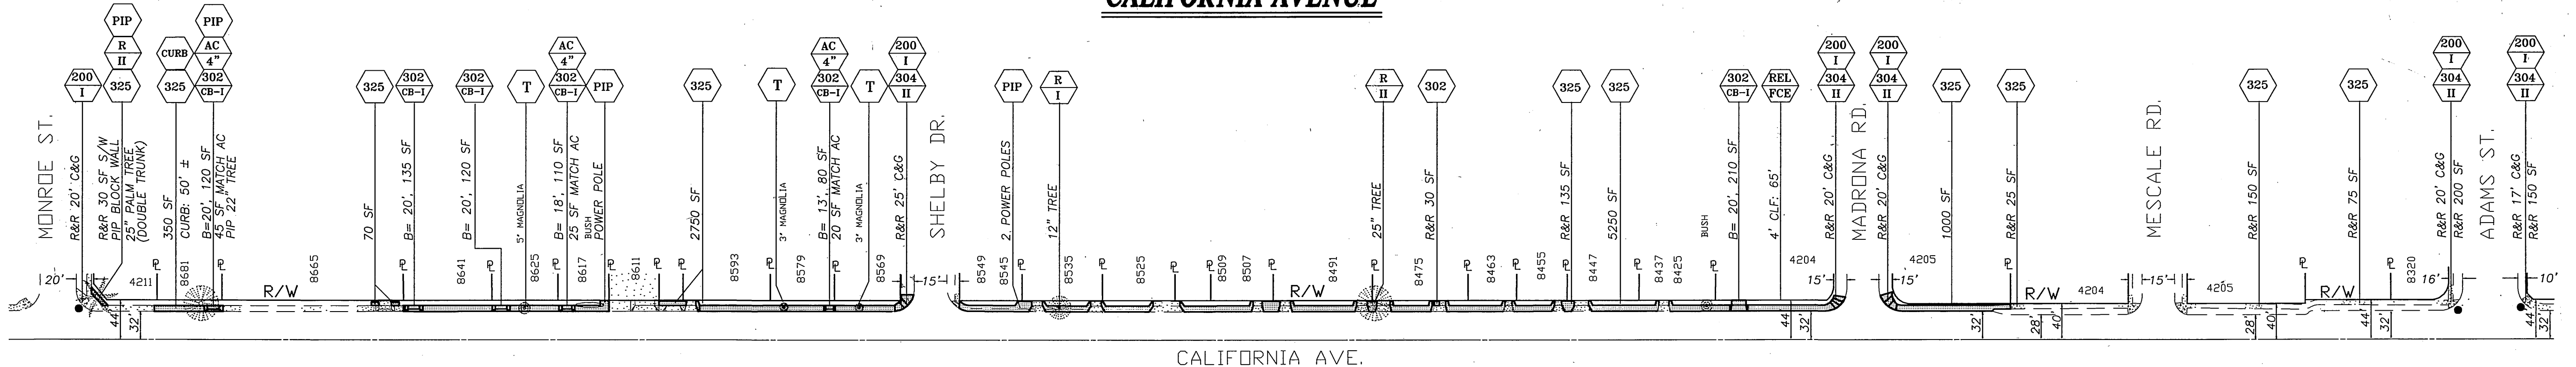 CALIFORNIA AVENUE
PIP
R
II
325
PIP
AC
4"
302
CB-I
CURB
325
200
I
325
302
CB-I
302
CB-I
T
AC
4"
302
CB-I
PIP
325
T
AC
4"
302
CB-I
T
200
I
304
II
PIP
R
I
R
II
302
325
325
302
CB-I
REL
FCE
200
I
304
II
200
I
304
II
325
325
325
325
200
I
304
II
200
I
304
II
MONROE ST.
R&R 20' C&G
R&R 30 SF S/W
PIP BLOCK WALL
25" PALM TREE
(DOUBLE TRUNK)
350 SF
CURB: 50' ±
B=20', 120 SF
45 SF MATCH AC
PIP 22" TREE
70 SF
B= 20', 135 SF
B= 20', 120 SF
5' MAGNOLIA
B= 18', 110 SF
25 SF MATCH AC
BUSH
POWER POLE
2750 SF
3' MAGNOLIA
B= 13', 80 SF
20 SF MATCH AC
3' MAGNOLIA
R&R 25' C&G
SHELBY DR.
2 POWER POLES
12" TREE
25" TREE
R&R 30 SF
R&R 135 SF
5250 SF
BUSH
B= 20', 210 SF
4' CLF: 65'
R&R 20' C&G
MADRONA RD.
R&R 20' C&G
1000 SF
R&R 25 SF
MESCALE RD.
R&R 150 SF
R&R 75 SF
R&R 20' C&G
R&R 200 SF
ADAMS ST.
R&R 17' C&G
R&R 150 SF
20'
4211
8681
R/W
8665
8641
8625
8617
8611
8593
8579
8569
15'
8549
8545
8535
8525
8509
8507
R/W
8491
8475
8463
8455
8447
8437
8425
4204
15'
15'
4205
R/W
4204
15'
4205
R/W
8320
16'
10'
44'
32'
44'
32'
32'
28'
40'
28'
40'
44'
32'
44'
32'
CALIFORNIA AVE.